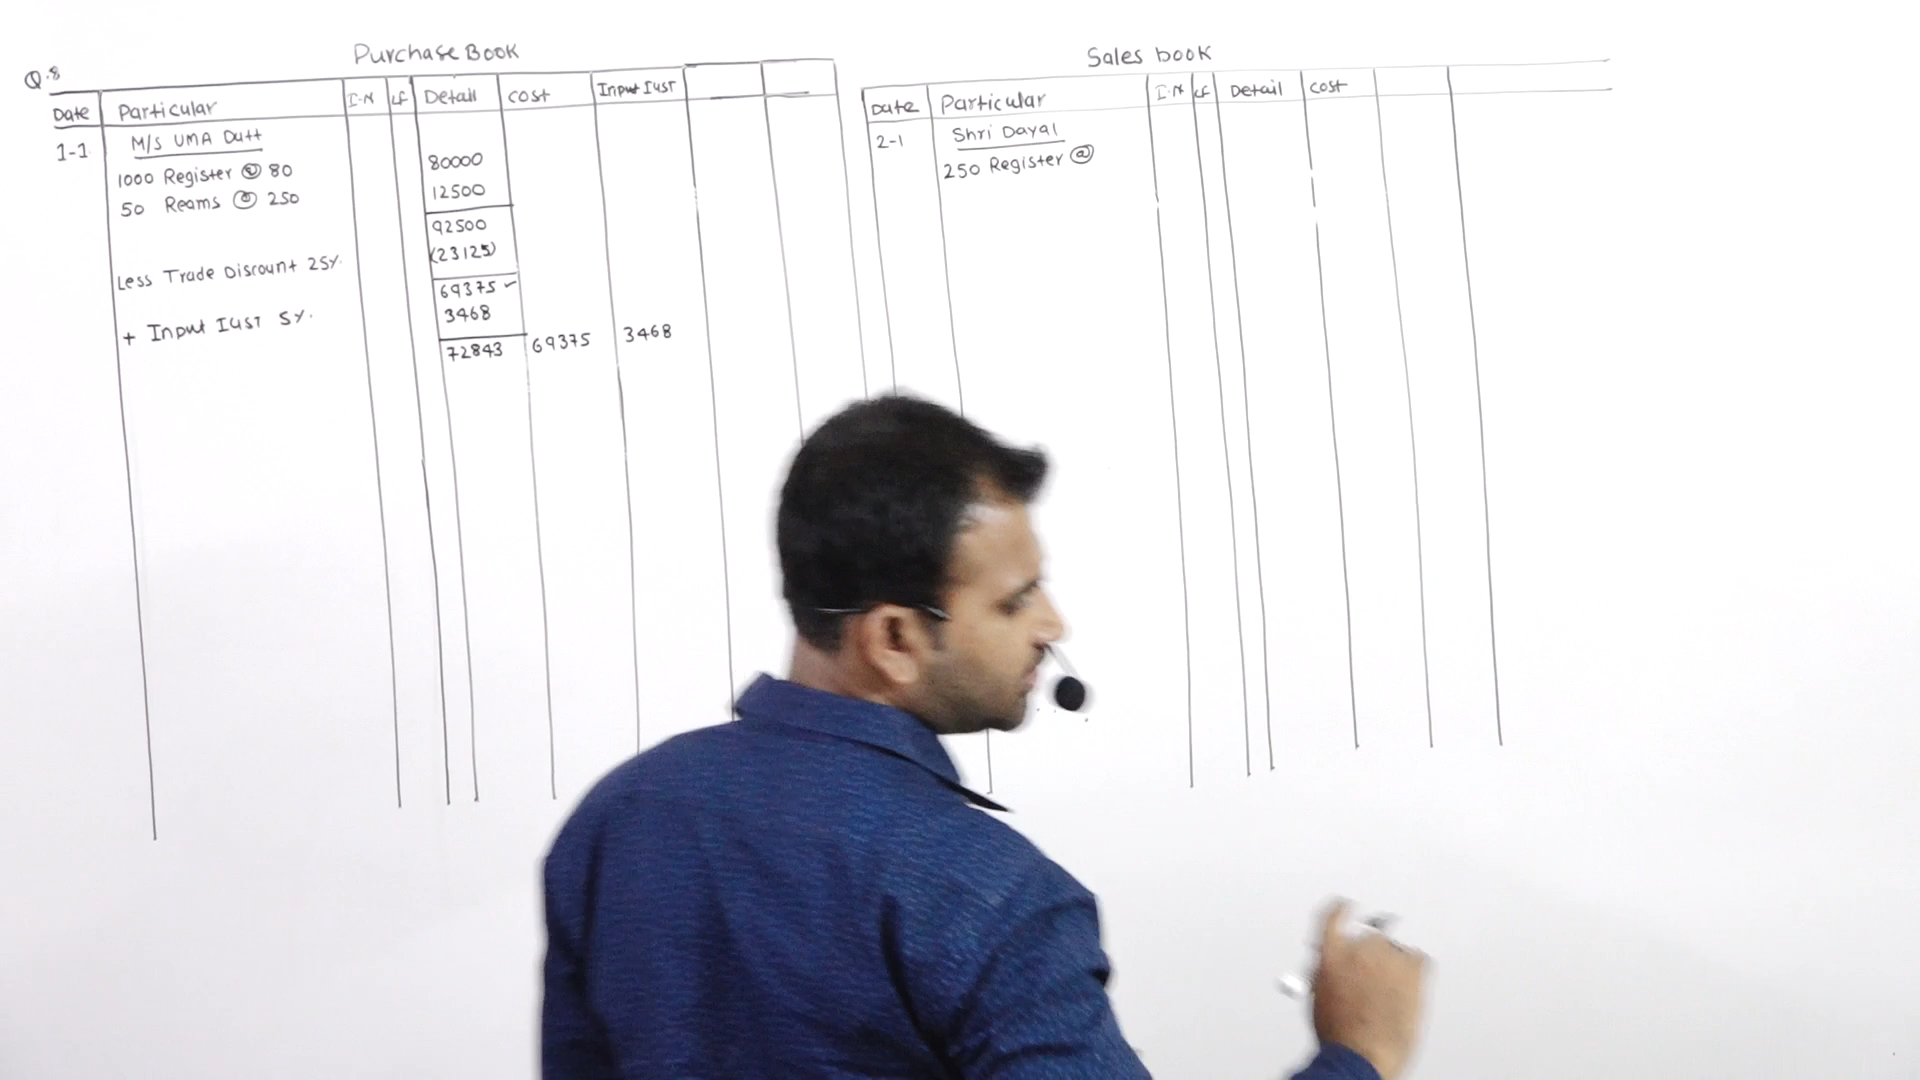 Q.8
Purchase Book
Date Particular I.N LF Detail Cost Input IGST
1-1 M/s UMA Dutt
1000 Register @ 80 80000
50 Reams @ 250 12500
92500
Less Trade Discount 25%. (23125)
69375 ✓
+ Input IGST 5%. 3468
72843 69375 3468
Sales book
Date Particular I.N LF Detail Cost
2-1 Shri Dayal
250 Register @